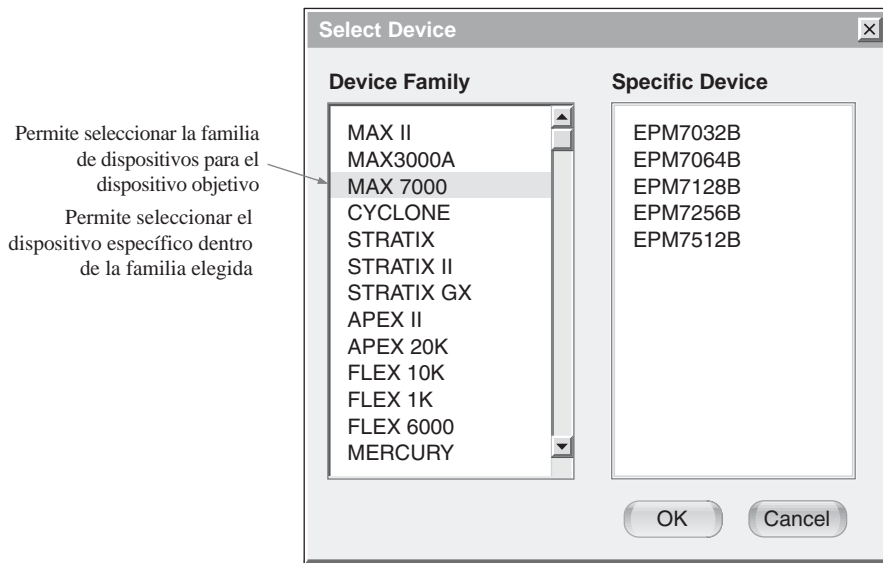 Select Device
Device Family
Specific Device
Permite seleccionar la familia
de dispositivos para el
dispositivo objetivo
Permite seleccionar el
dispositivo específico dentro
de la familia elegida
MAX II
MAX3000A
MAX 7000
CYCLONE
STRATIX
STRATIX II
STRATIX GX
APEX II
APEX 20K
FLEX 10K
FLEX 1K
FLEX 6000
MERCURY
EPM7032B
EPM7064B
EPM7128B
EPM7256B
EPM7512B
OK
Cancel